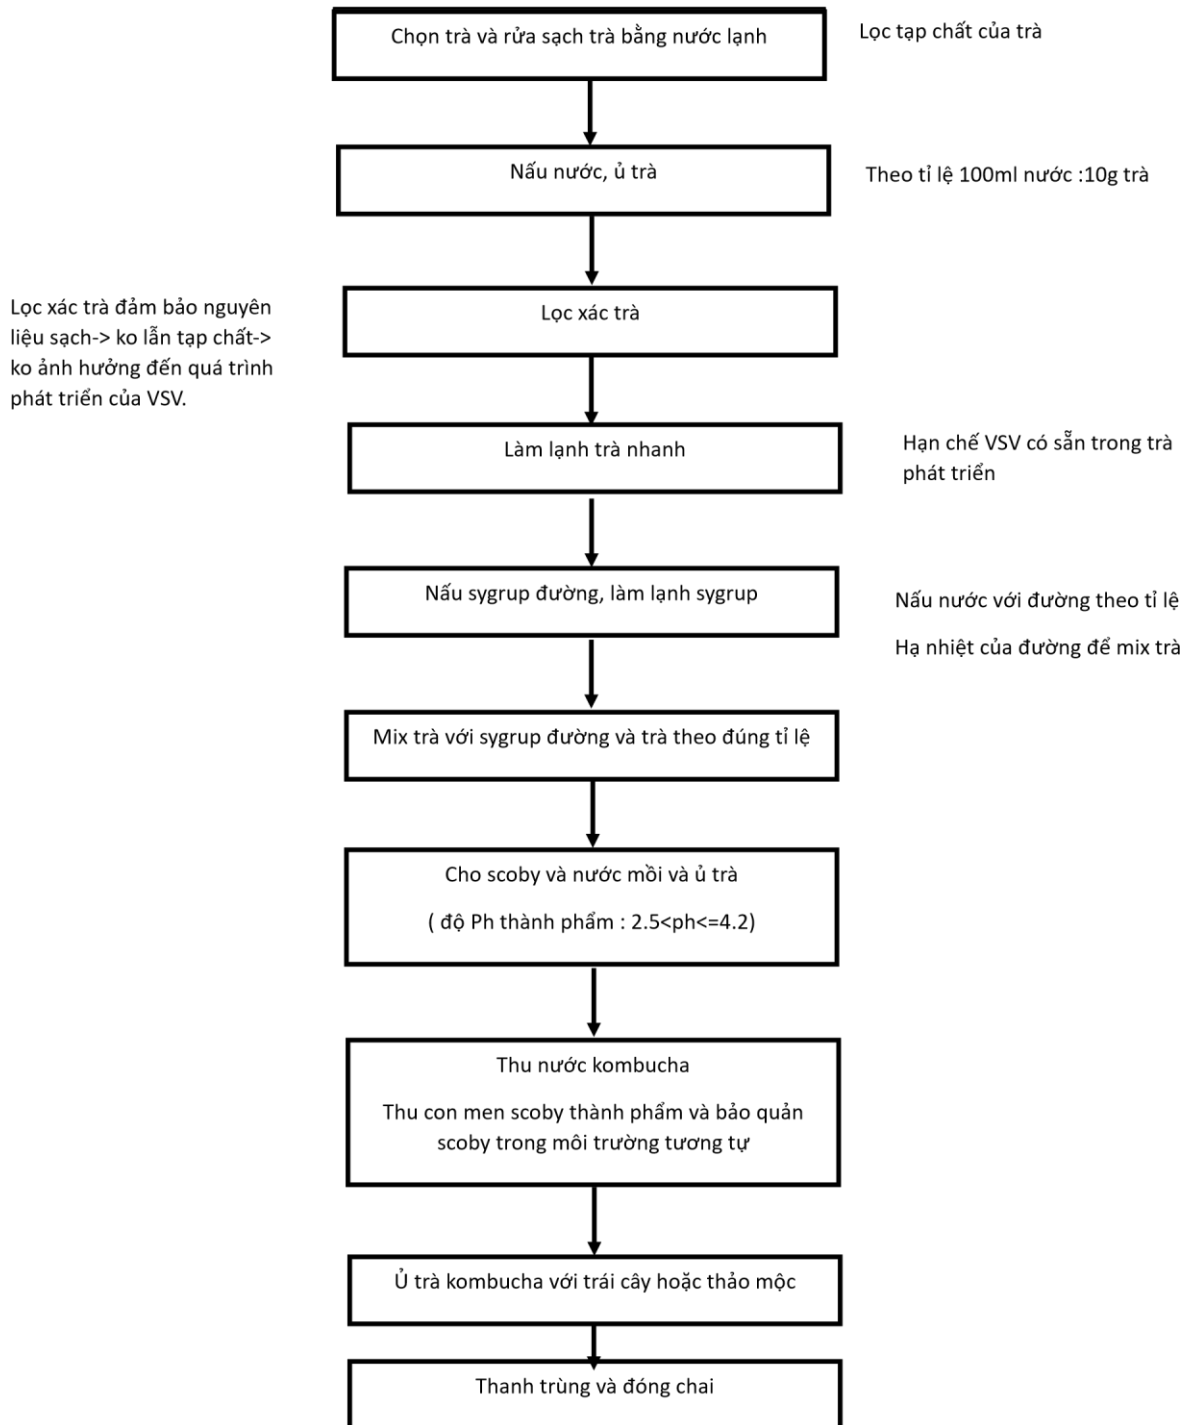 Chọn trà và rửa sạch trà bằng nước lạnh
Lọc tạp chất của trà
Nấu nước, ủ trà
Theo tỉ lệ 100ml nước :10g trà
Lọc xác trà đảm bảo nguyên
liệu sạch-> ko lẫn tạp chất->
ko ảnh hưởng đến quá trình
phát triển của VSV.
Lọc xác trà
Làm lạnh trà nhanh
Hạn chế VSV có sẵn trong trà
phát triển
Nấu sygrup đường, làm lạnh sygrup
Nấu nước với đường theo tỉ lệ
Hạ nhiệt của đường để mix trà
Mix trà với sygrup đường và trà theo đúng tỉ lệ
Cho scoby và nước mồi và ủ trà
( độ Ph thành phẩm : 2.5<ph<=4.2)
Thu nước kombucha
Thu con men scoby thành phẩm và bảo quản
scoby trong môi trường tương tự
Ủ trà kombucha với trái cây hoặc thảo mộc
Thanh trùng và đóng chai